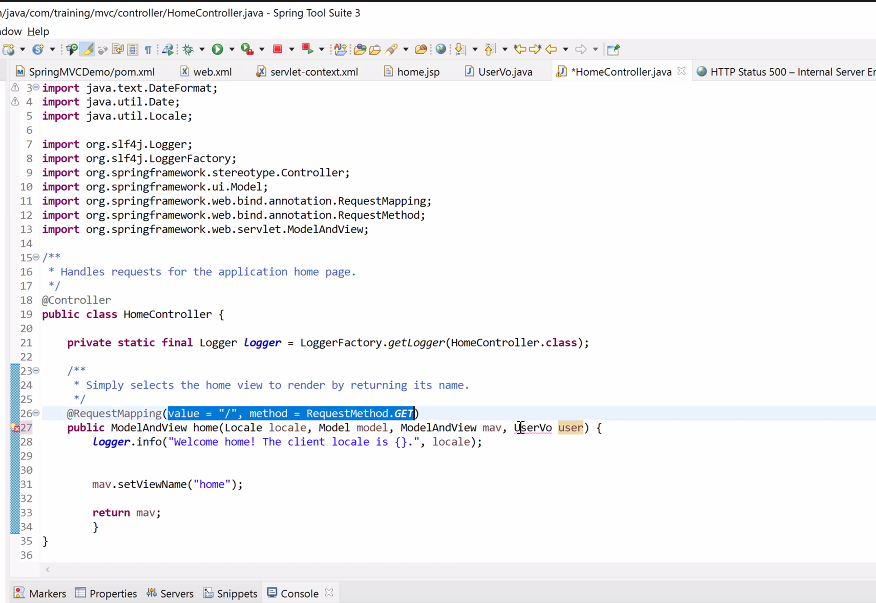 n/java/com/training/mvc/controller/HomeController.java - Spring Tool Suite 3
ndow Help
SpringMVCDemo/pom.xml web.xml servlet-context.xml home.jsp UserVo.java *HomeController.java HTTP Status 500 – Internal Server Er
3 import java.text.DateFormat;
4 import java.util.Date;
5 import java.util.Locale;
6
7 import org.slf4j.Logger;
8 import org.slf4j.LoggerFactory;
9 import org.springframework.stereotype.Controller;
10 import org.springframework.ui.Model;
11 import org.springframework.web.bind.annotation.RequestMapping;
12 import org.springframework.web.bind.annotation.RequestMethod;
13 import org.springframework.web.servlet.ModelAndView;
14
15 /**
16 * Handles requests for the application home page.
17 */
18 @Controller
19 public class HomeController {
20
21 private static final Logger logger = LoggerFactory.getLogger(HomeController.class);
22
23 /**
24 * Simply selects the home view to render by returning its name.
25 */
26 @RequestMapping(value = "/", method = RequestMethod.GET)
27 public ModelAndView home(Locale locale, Model model, ModelAndView mav, UserVo user) {
28 logger.info("Welcome home! The client locale is {}.", locale);
29
30
31 mav.setViewName("home");
32
33 return mav;
34 }
35 }
36
Markers Properties Servers Snippets Console